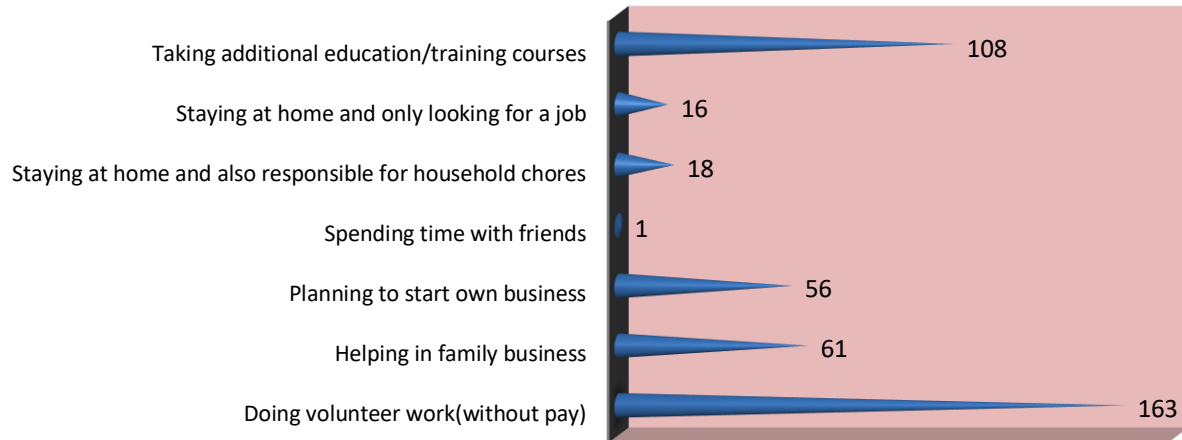 Taking additional education/training courses 108
Staying at home and only looking for a job 16
Staying at home and also responsible for household chores 18
Spending time with friends 1
Planning to start own business 56
Helping in family business 61
Doing volunteer work(without pay) 163